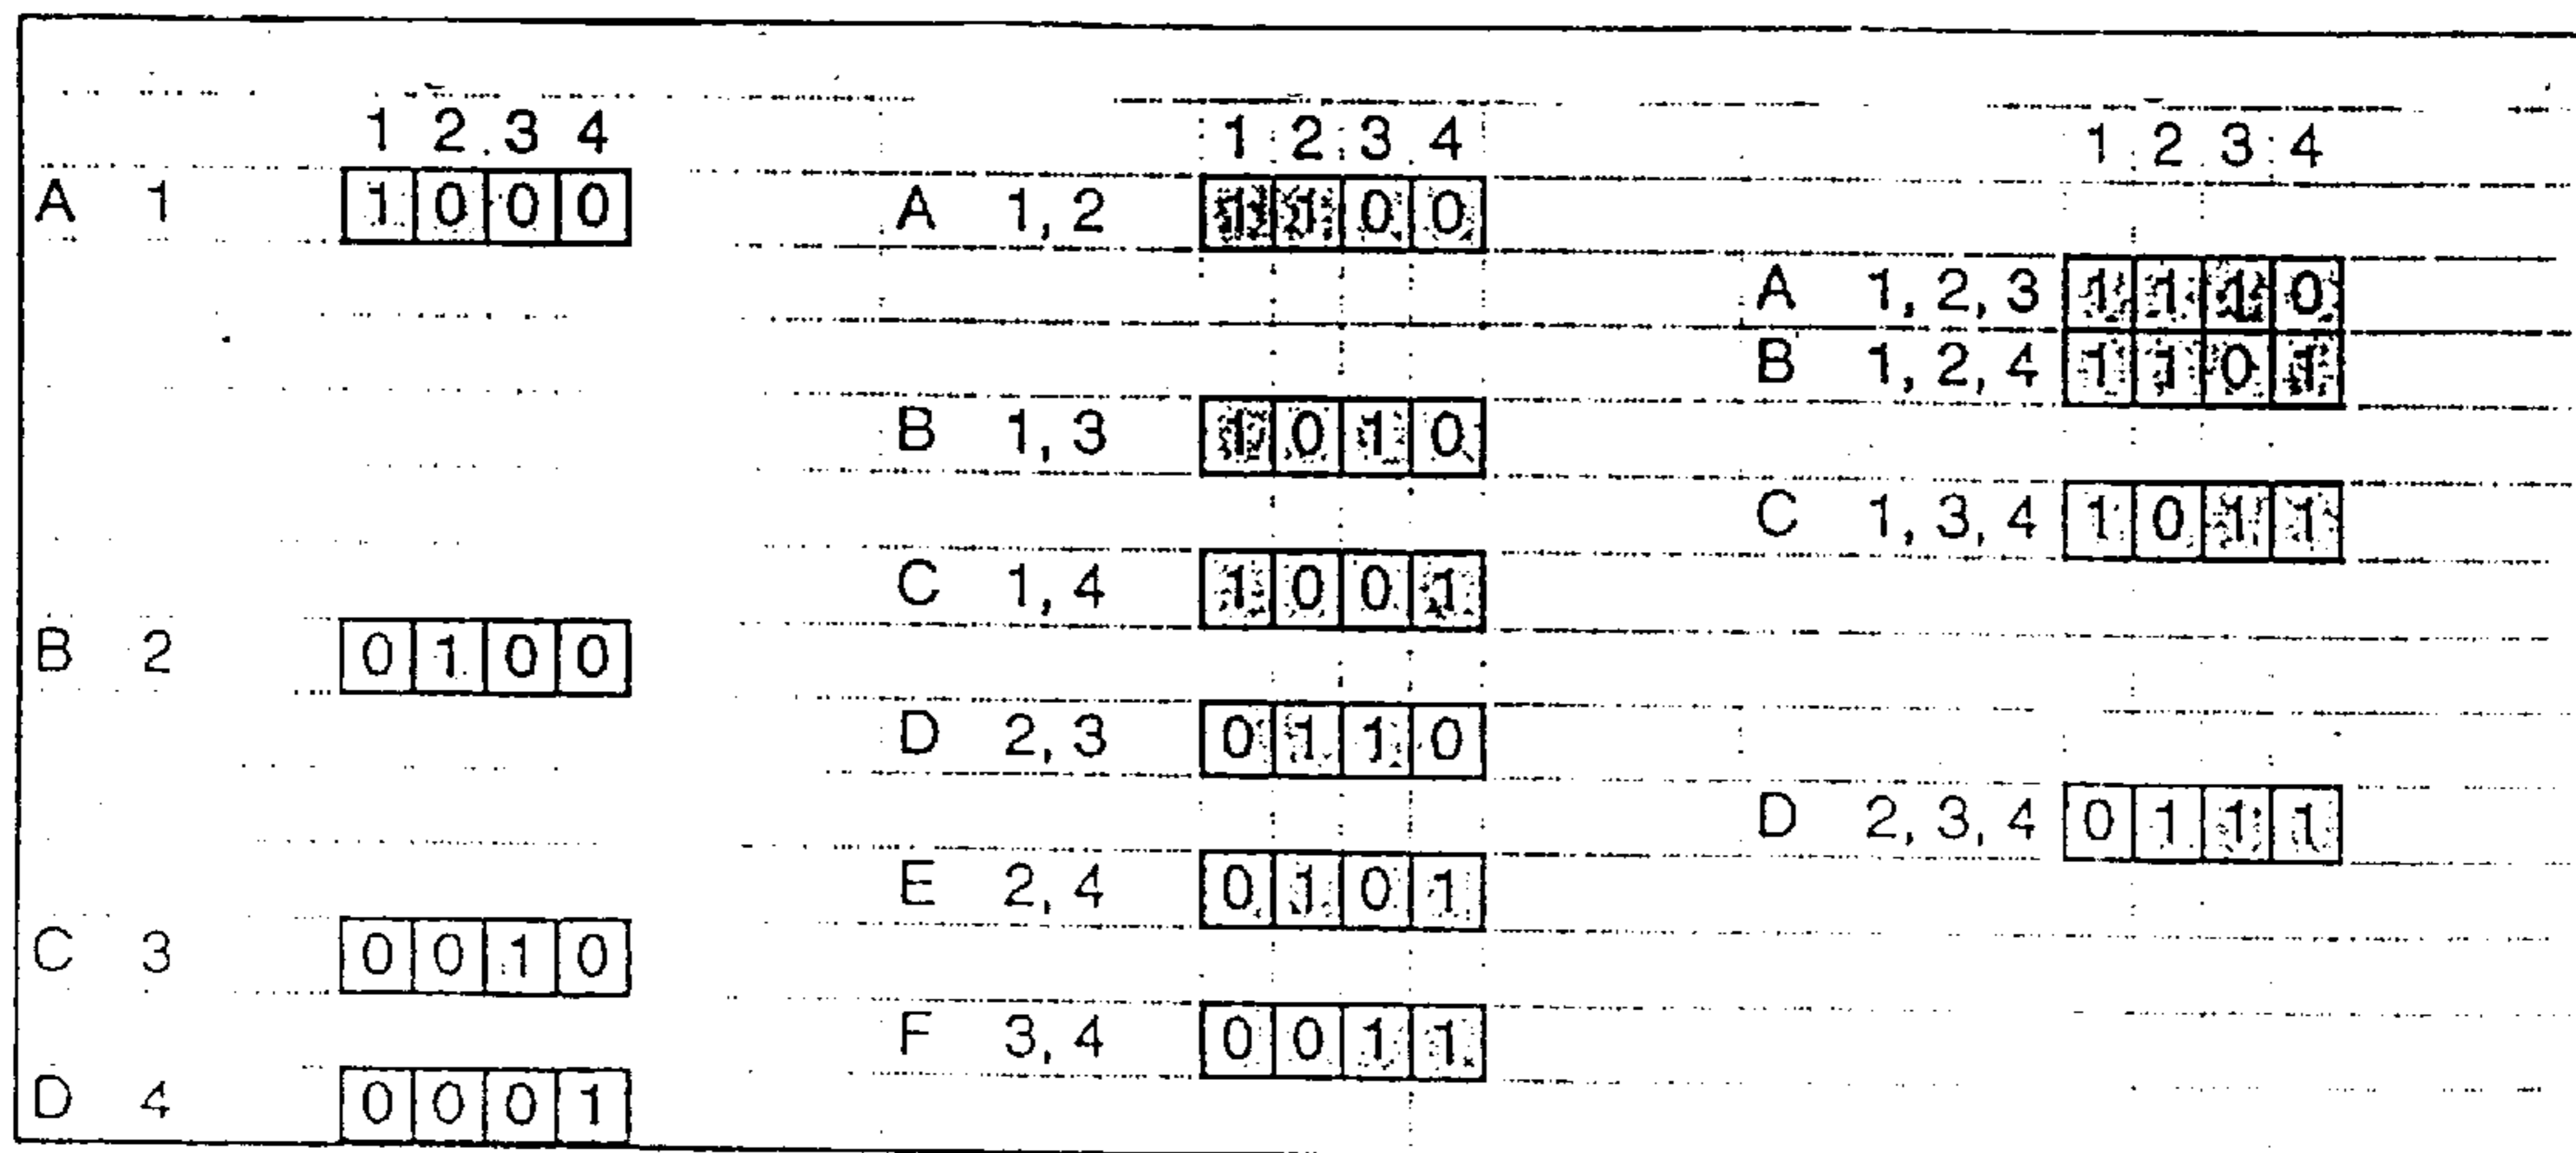 1 2 3 4
A 1 1 0 0 0
B 2 0 1 0 0
C 3 0 0 1 0
D 4 0 0 0 1
1 2 3 4
A 1,2 1 1 0 0
B 1,3 1 0 1 0
C 1,4 1 0 0 1
D 2,3 0 1 1 0
E 2,4 0 1 0 1
F 3,4 0 0 1 1
1 2 3 4
A 1,2,3 1 1 1 0
B 1,2,4 1 1 0 1
C 1,3,4 1 0 1 1
D 2,3,4 0 1 1 1